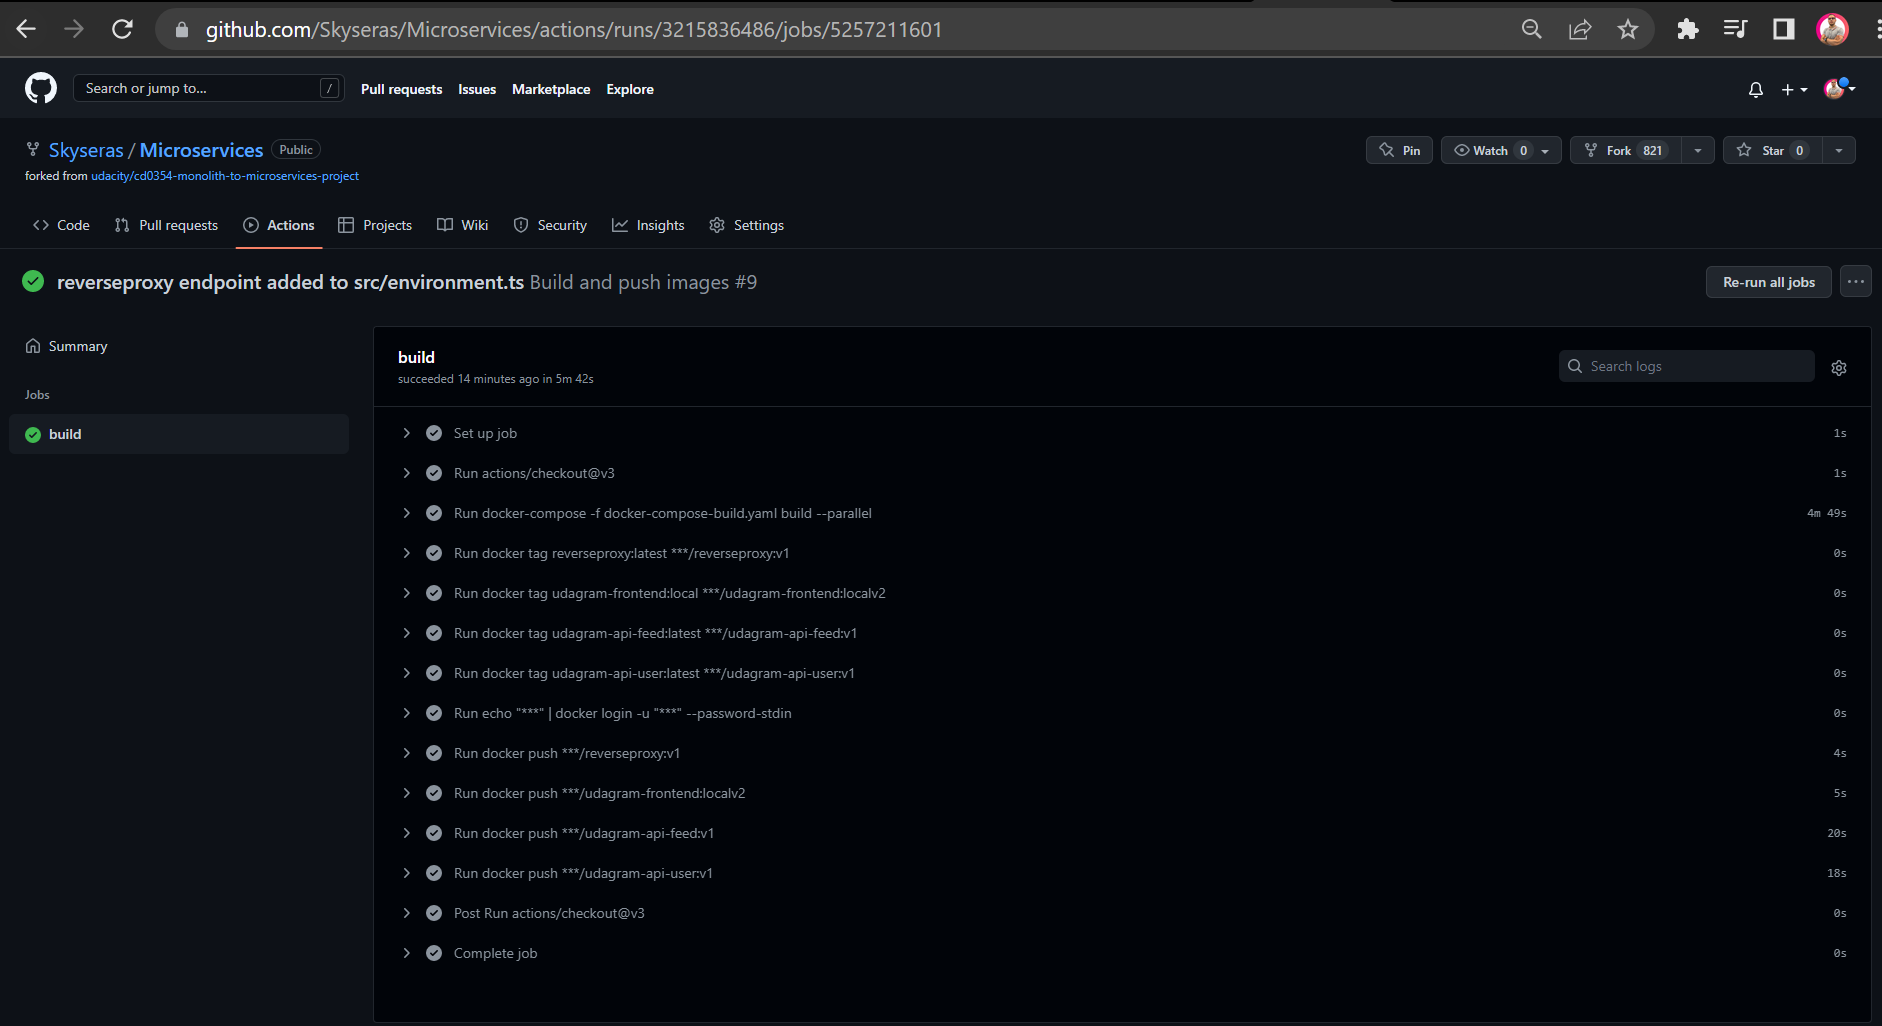 github.com/Skyseras/Microservices/actions/runs/3215836486/jobs/5257211601
Search or jump to... /
Pull requests Issues Marketplace Explore
Skyseras / Microservices Public
Pin Watch 0 Fork 821 Star 0
forked from udacity/cd0354-monolith-to-microservices-project
Code Pull requests Actions Projects Wiki Security Insights Settings
reverseproxy endpoint added to src/environment.ts Build and push images #9
Re-run all jobs
Summary
Jobs
build
build
succeeded 14 minutes ago in 5m 42s
Search logs
Set up job 1s
Run actions/checkout@v3 1s
Run docker-compose -f docker-compose-build.yaml build --parallel 4m 49s
Run docker tag reverseproxy:latest ***/reverseproxy:v1 0s
Run docker tag udagram-frontend:local ***/udagram-frontend:localv2 0s
Run docker tag udagram-api-feed:latest ***/udagram-api-feed:v1 0s
Run docker tag udagram-api-user:latest ***/udagram-api-user:v1 0s
Run echo "***" | docker login -u "***" --password-stdin 0s
Run docker push ***/reverseproxy:v1 4s
Run docker push ***/udagram-frontend:localv2 5s
Run docker push ***/udagram-api-feed:v1 20s
Run docker push ***/udagram-api-user:v1 18s
Post Run actions/checkout@v3 0s
Complete job 0s